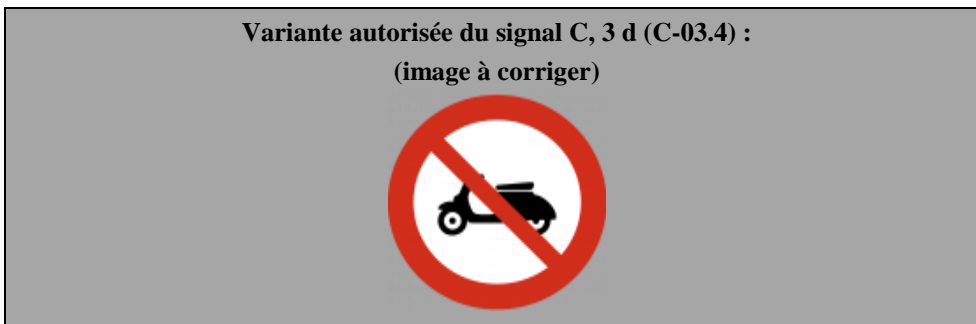 Variante autorisée du signal C, 3 d (C-03.4) :
(image à corriger)